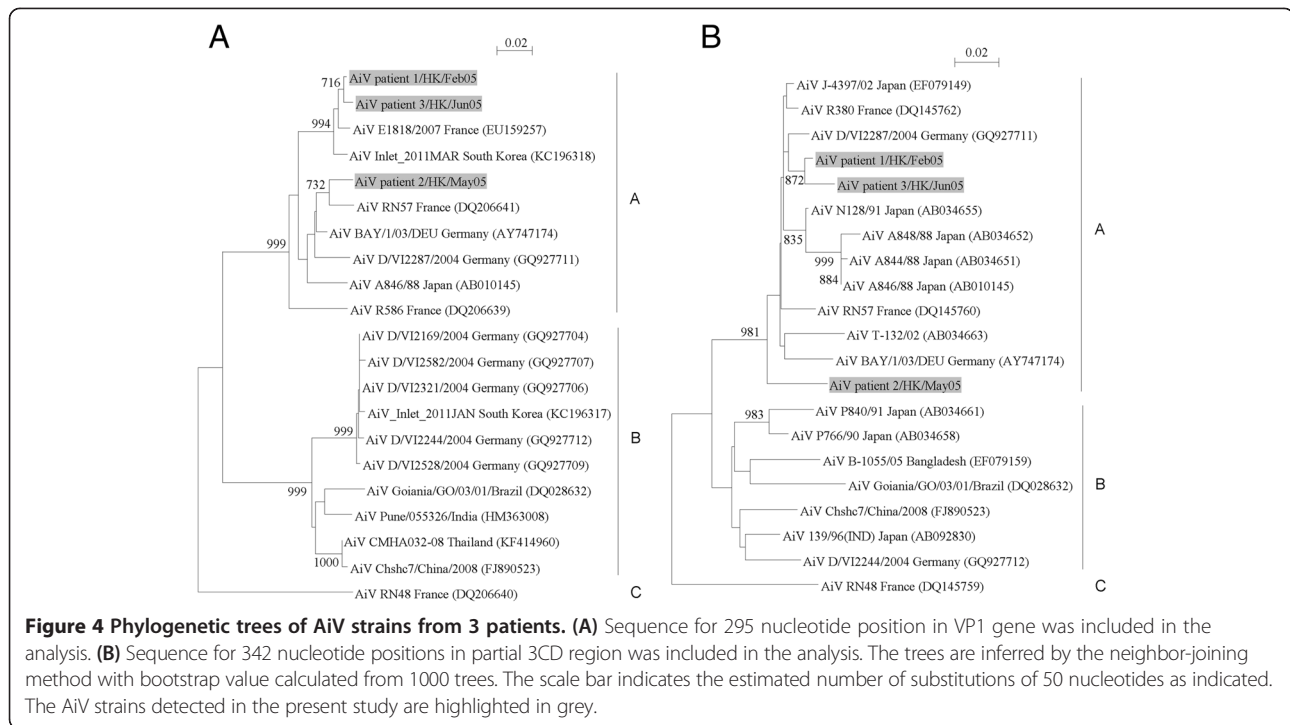 A
0.02
AiV patient 1/HK/Feb05
716
AiV patient 3/HK/Jun05
994
AiV E1818/2007 France (EU159257)
AiV Inlet_2011MAR South Korea (KC196318)
AiV patient 2/HK/May05
732
AiV RN57 France (DQ206641)
A
AiV BAY/1/03/DEU Germany (AY747174)
999
AiV D/VI2287/2004 Germany (GQ927711)
AiV A846/88 Japan (AB010145)
AiV R586 France (DQ206639)
AiV D/VI2169/2004 Germany (GQ927704)
AiV D/VI2582/2004 Germany (GQ927707)
AiV D/VI2321/2004 Germany (GQ927706)
AiV_Inlet_2011JAN South Korea (KC196317)
999
AiV D/VI2244/2004 Germany (GQ927712)
B
AiV D/VI2528/2004 Germany (GQ927709)
999
AiV Goiania/GO/03/01/Brazil (DQ028632)
AiV Pune/055326/India (HM363008)
AiV CMHA032-08 Thailand (KF414960)
1000
AiV Chshc7/China/2008 (FJ890523)
AiV RN48 France (DQ206640)
C
B
0.02
AiV J-4397/02 Japan (EF079149)
AiV R380 France (DQ145762)
AiV D/VI2287/2004 Germany (GQ927711)
AiV patient 1/HK/Feb05
872
AiV patient 3/HK/Jun05
AiV N128/91 Japan (AB034655)
835
AiV A848/88 Japan (AB034652)
A
999
AiV A844/88 Japan (AB034651)
884
AiV A846/88 Japan (AB010145)
AiV RN57 France (DQ145760)
981
AiV T-132/02 (AB034663)
AiV BAY/1/03/DEU Germany (AY747174)
AiV patient 2/HK/May05
983
AiV P840/91 Japan (AB034661)
AiV P766/90 Japan (AB034658)
AiV B-1055/05 Bangladesh (EF079159)
AiV Goiania/GO/03/01/Brazil (DQ028632)
B
AiV Chshc7/China/2008 (FJ890523)
AiV 139/96(IND) Japan (AB092830)
AiV D/VI2244/2004 Germany (GQ927712)
AiV RN48 France (DQ145759)
C
Figure 4 Phylogenetic trees of AiV strains from 3 patients. (A) Sequence for 295 nucleotide position in VP1 gene was included in the
analysis. (B) Sequence for 342 nucleotide positions in partial 3CD region was included in the analysis. The trees are inferred by the neighbor-joining
method with bootstrap value calculated from 1000 trees. The scale bar indicates the estimated number of substitutions of 50 nucleotides as indicated.
The AiV strains detected in the present study are highlighted in grey.